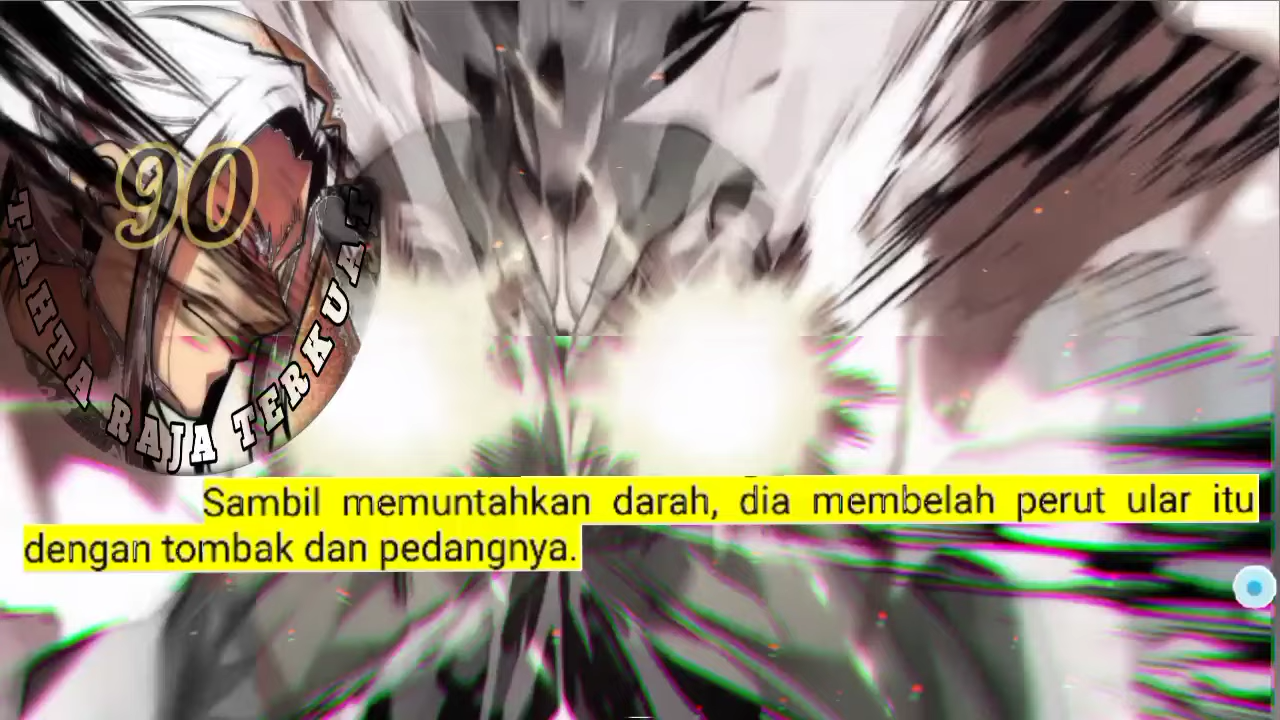 90
TAHTA RAJA TERKUAT
Sambil memuntahkan darah, dia membelah perut ular itu
dengan tombak dan pedangnya.